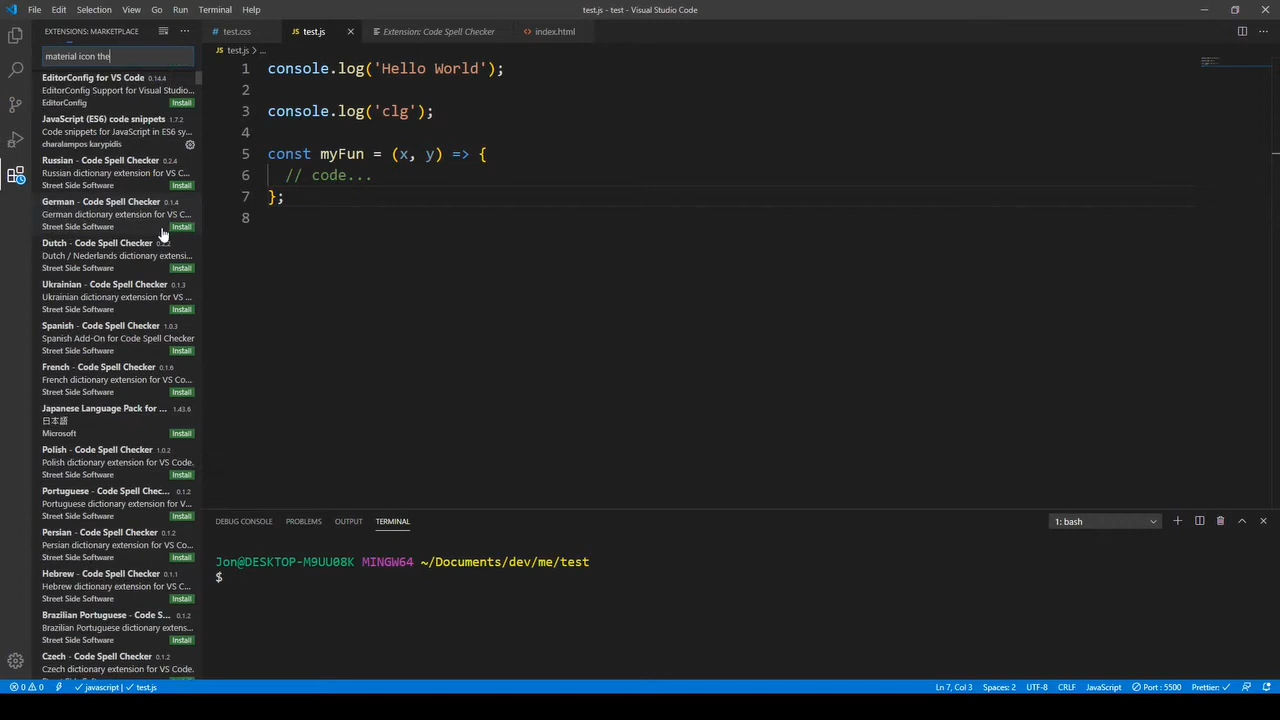 File Edit Selection View Go Run Terminal Help
test.js - test - Visual Studio Code
EXTENSIONS: MARKETPLACE
material icon the
EditorConfig for VS Code 0.14.4
EditorConfig Support for Visual Studio...
EditorConfig Install
JavaScript (ES6) code snippets 1.7.2
Code snippets for JavaScript in ES6 sy...
charalampos karypidis
Russian - Code Spell Checker 0.2.4
Russian dictionary extension for VS C...
Street Side Software Install
German - Code Spell Checker 0.1.4
German dictionary extension for VS C...
Street Side Software Install
Dutch - Code Spell Checker
Dutch / Nederlands dictionary extensi...
Street Side Software Install
Ukrainian - Code Spell Checker 0.1.3
Ukrainian dictionary extension for VS ...
Street Side Software Install
Spanish - Code Spell Checker 1.0.3
Spanish Add-On for Code Spell Checker
Street Side Software Install
French - Code Spell Checker 0.1.6
French dictionary extension for VS Co...
Street Side Software Install
Japanese Language Pack for ... 1.43.6
日本語
Microsoft Install
Polish - Code Spell Checker 1.0.2
Polish dictionary extension for VS Code.
Street Side Software Install
Portuguese - Code Spell Chec... 0.1.2
Portuguese dictionary extension for V...
Street Side Software Install
Persian - Code Spell Checker 0.1.2
Persian dictionary extension for VS Code.
Street Side Software Install
Hebrew - Code Spell Checker 0.1.1
Hebrew dictionary extension for VS C...
Street Side Software Install
Brazilian Portuguese - Code S... 0.1.2
Brazilian Portuguese dictionary extens...
Street Side Software Install
Czech - Code Spell Checker 0.1.2
Czech dictionary extension for VS Code.
test.css test.js Extension: Code Spell Checker index.html
JS test.js > ...
1 console.log('Hello World');
2
3 console.log('clg');
4
5 const myFun = (x, y) => {
6 // code...
7 };
8
DEBUG CONSOLE PROBLEMS OUTPUT TERMINAL
1: bash
Jon@DESKTOP-M9UU08K MINGW64 ~/Documents/dev/me/test
$
0 0 javascript | test.js Ln 7, Col 3 Spaces: 2 UTF-8 CRLF JavaScript Port : 5500 Prettier: